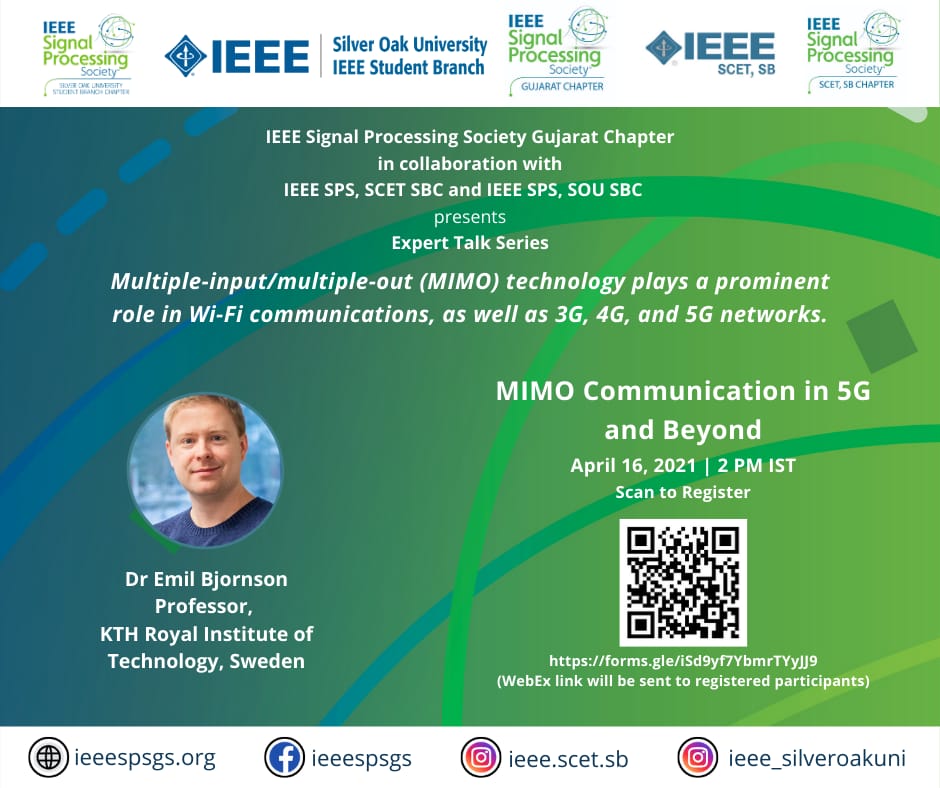 IEEE
Signal
Processing
Society
SILVER OAK UNIVERSITY
STUDENT BRANCH CHAPTER
IEEE
Silver Oak University
IEEE Student Branch
IEEE
Signal
Processing
Society
GUJARAT CHAPTER
IEEE
SCET, SB
IEEE
Signal
Processing
Society
SCET, SB CHAPTER
IEEE Signal Processing Society Gujarat Chapter
in collaboration with
IEEE SPS, SCET SBC and IEEE SPS, SOU SBC
presents
Expert Talk Series
Multiple-input/multiple-out (MIMO) technology plays a prominent
role in Wi-Fi communications, as well as 3G, 4G, and 5G networks.
MIMO Communication in 5G
and Beyond
April 16, 2021 | 2 PM IST
Scan to Register
https://forms.gle/iSd9yf7YbmrTYyJJ9
(WebEx link will be sent to registered participants)
Dr Emil Bjornson
Professor,
KTH Royal Institute of
Technology, Sweden
ieeespsgs.org
ieeespsgs
ieee.scet.sb
ieee_silveroakuni